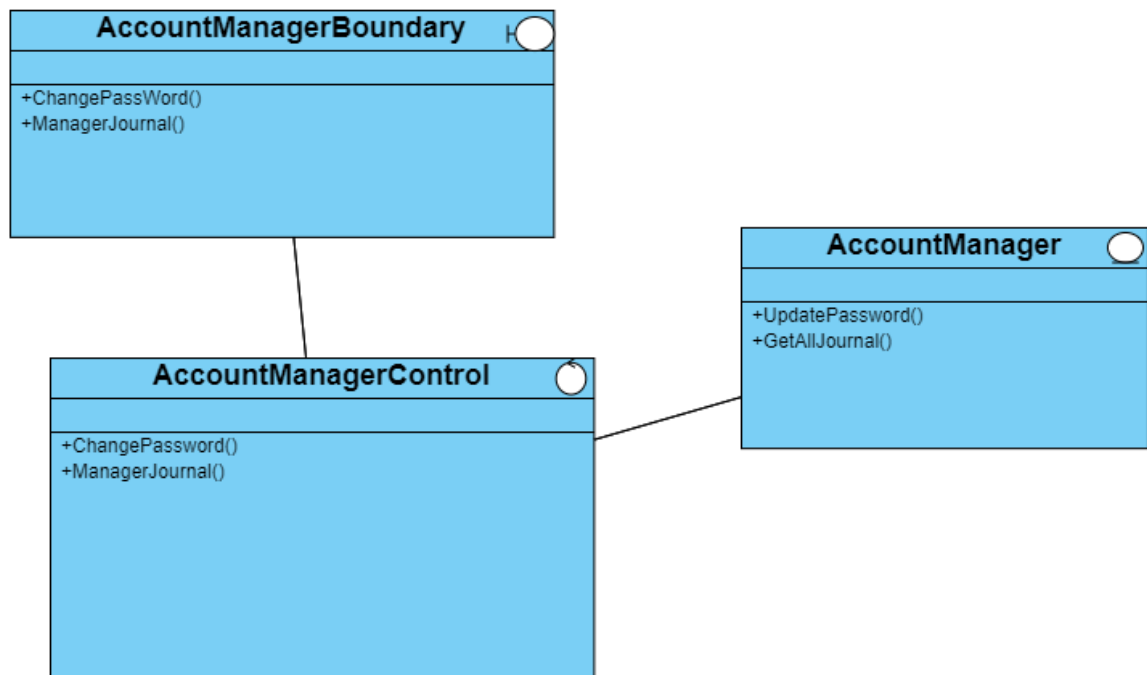 AccountManagerBoundary
+ChangePassWord()
+ManagerJournal()
AccountManager
+UpdatePassword()
+GetAllJournal()
AccountManagerControl
+ChangePassword()
+ManagerJournal()